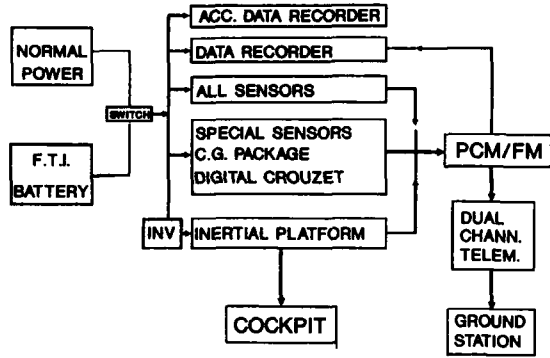 ACC. DATA RECORDER
NORMAL
POWER
DATA RECORDER
ALL SENSORS
SWITCH
SPECIAL SENSORS
C.G. PACKAGE
DIGITAL CROUZET
PCM/FM
F.T.I.
BATTERY
INV
INERTIAL PLATFORM
DUAL
CHANN.
TELEM.
COCKPIT
GROUND
STATION